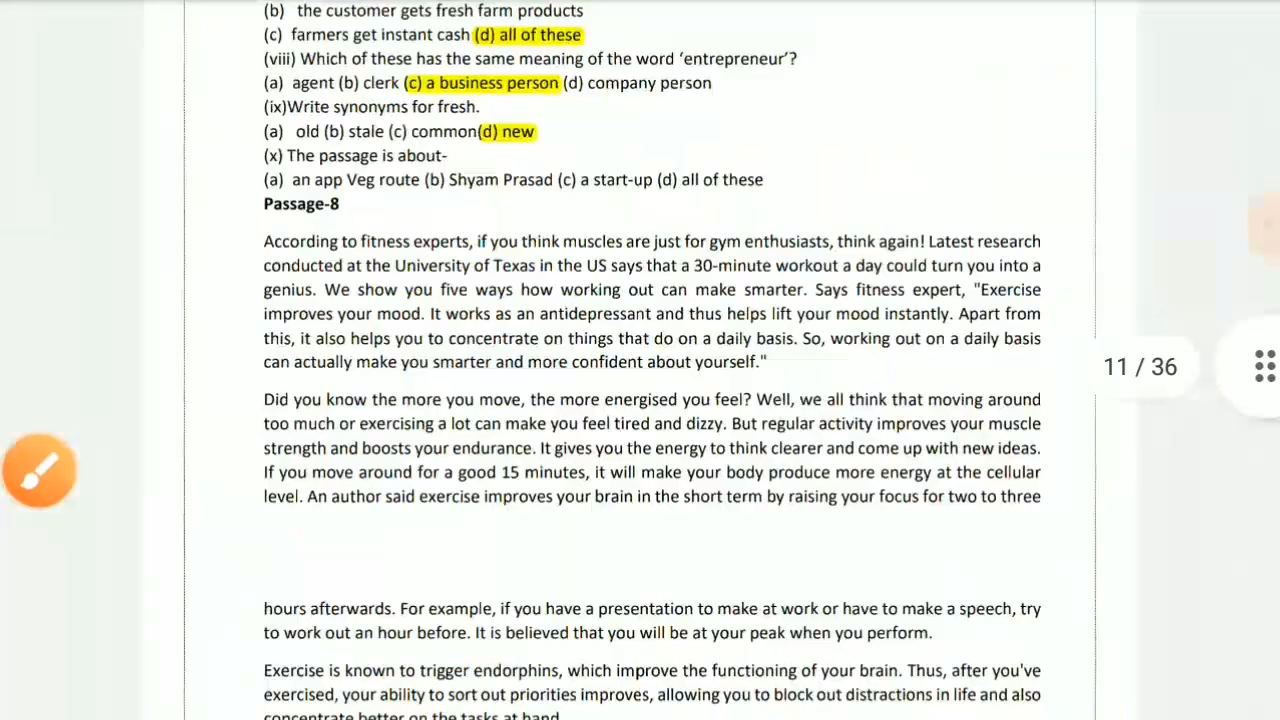 (b) the customer gets fresh farm products
(c) farmers get instant cash (d) all of these
(viii) Which of these has the same meaning of the word ‘entrepreneur’?
(a) agent (b) clerk (c) a business person (d) company person
(ix)Write synonyms for fresh.
(a) old (b) stale (c) common(d) new
(x) The passage is about-
(a) an app Veg route (b) Shyam Prasad (c) a start-up (d) all of these
Passage-8
According to fitness experts, if you think muscles are just for gym enthusiasts, think again! Latest research
conducted at the University of Texas in the US says that a 30-minute workout a day could turn you into a
genius. We show you five ways how working out can make smarter. Says fitness expert, "Exercise
improves your mood. It works as an antidepressant and thus helps lift your mood instantly. Apart from
this, it also helps you to concentrate on things that do on a daily basis. So, working out on a daily basis
can actually make you smarter and more confident about yourself."
11 / 36
Did you know the more you move, the more energised you feel? Well, we all think that moving around
too much or exercising a lot can make you feel tired and dizzy. But regular activity improves your muscle
strength and boosts your endurance. It gives you the energy to think clearer and come up with new ideas.
If you move around for a good 15 minutes, it will make your body produce more energy at the cellular
level. An author said exercise improves your brain in the short term by raising your focus for two to three
hours afterwards. For example, if you have a presentation to make at work or have to make a speech, try
to work out an hour before. It is believed that you will be at your peak when you perform.
Exercise is known to trigger endorphins, which improve the functioning of your brain. Thus, after you've
exercised, your ability to sort out priorities improves, allowing you to block out distractions in life and also
concentrate better on the tasks at hand